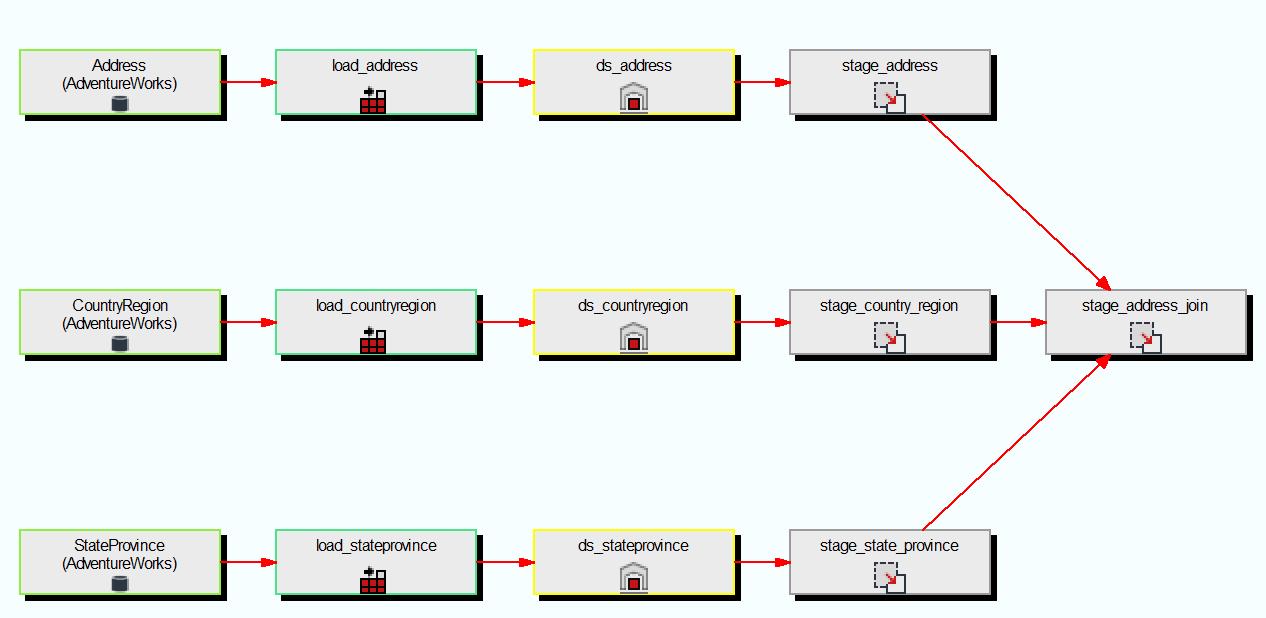 Address
(AdventureWorks)
load_address
ds_address
stage_address
CountryRegion
(AdventureWorks)
load_countryregion
ds_countryregion
stage_country_region
stage_address_join
StateProvince
(AdventureWorks)
load_stateprovince
ds_stateprovince
stage_state_province